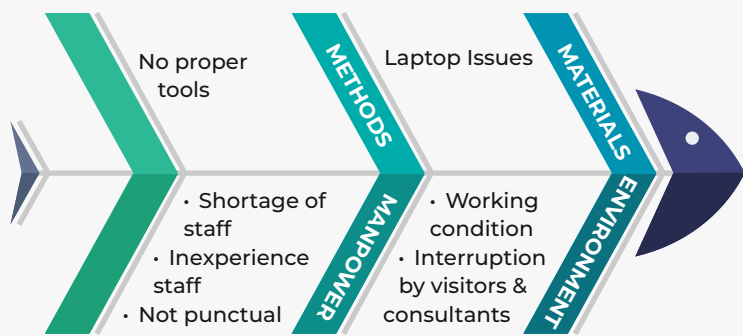 No proper
tools
METHODS
Laptop Issues
MATERIALS
· Shortage of
staff
· Inexperience
staff
· Not punctual
MANPOWER
· Working
condition
· Interruption
by visitors &
consultants
ENVIRONMENT